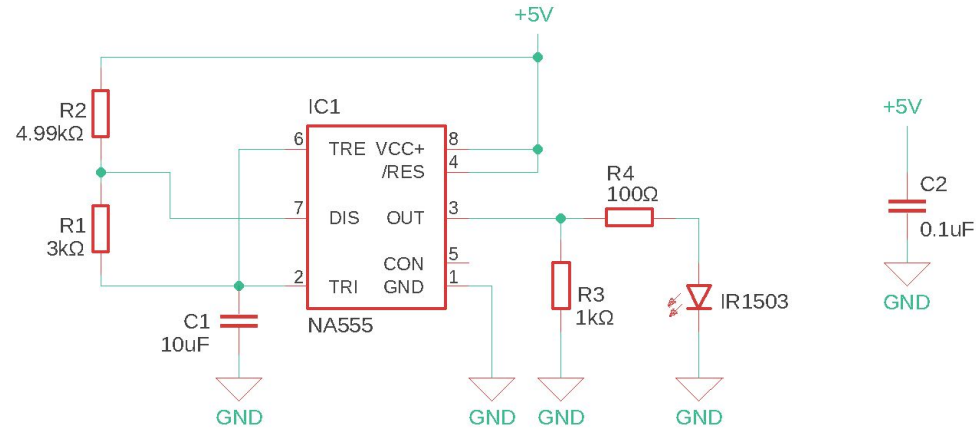 +5V
R2
4.99kΩ
R1
3kΩ
C1
10uF
GND
IC1
6
TRE
VCC+
8
/RES
4
7
DIS
OUT
3
CON
5
2
TRI
GND
1
NA555
GND
R3
1kΩ
GND
R4
100Ω
IR1503
GND
+5V
C2
0.1uF
GND